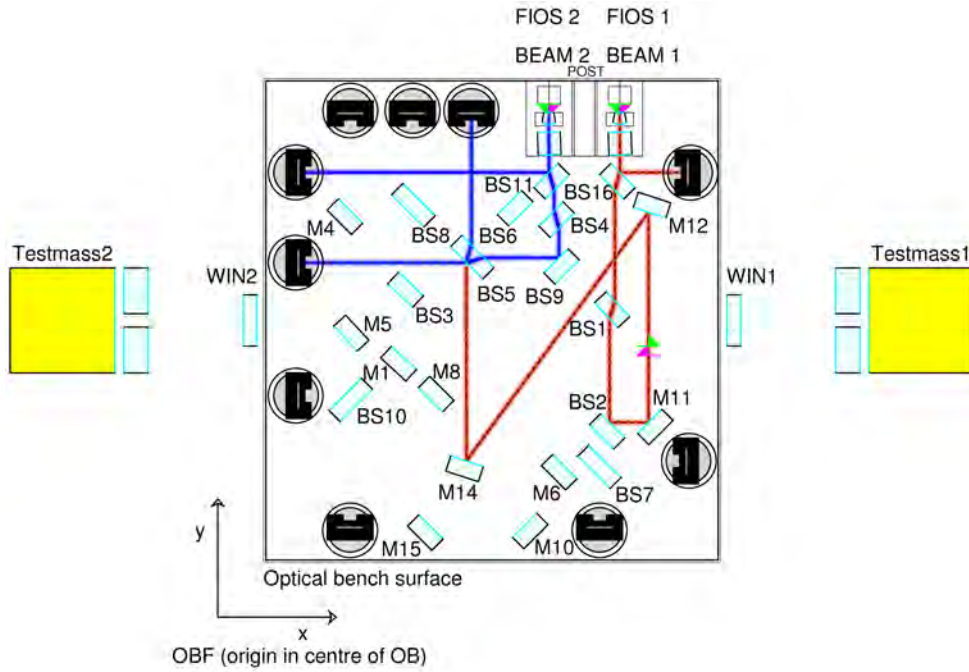 FIOS 2 FIOS 1
BEAM 2 BEAM 1
POST
BS11 BS16
M4 BS8 BS6 BS4 M12
Testmass2 Testmass1
WIN2 WIN1
BS5 BS9
BS3 BS1
M5
M1 M8
BS10 BS2 M11
M14 M6 BS7
M15 M10
y
Optical bench surface
x
OBF (origin in centre of OB)